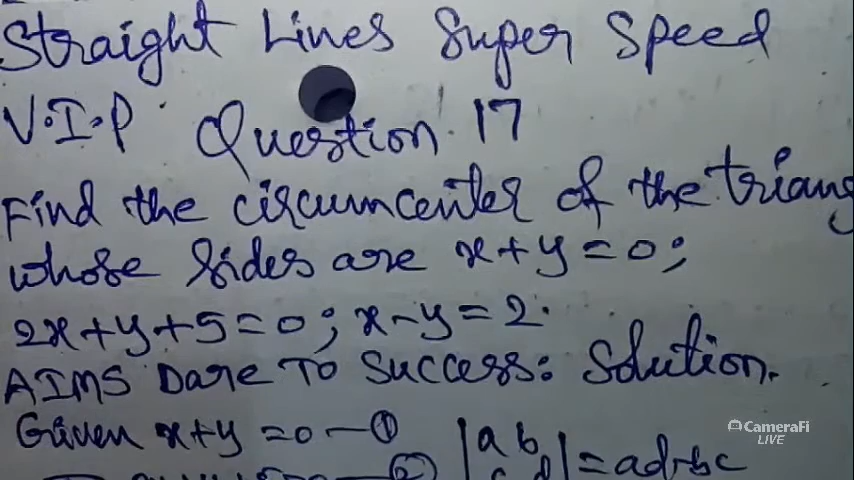 Straight Lines Super Speed
V.I.P Question 17
Find the circumcenter of the triang
whose sides are x+y=0;
2x+y+5=0; x-y=2.
AIMS Dare To Success: Solution.
Given x+y=0—①
CameraFi
LIVE
|a b
c d| = ad-bc
—②